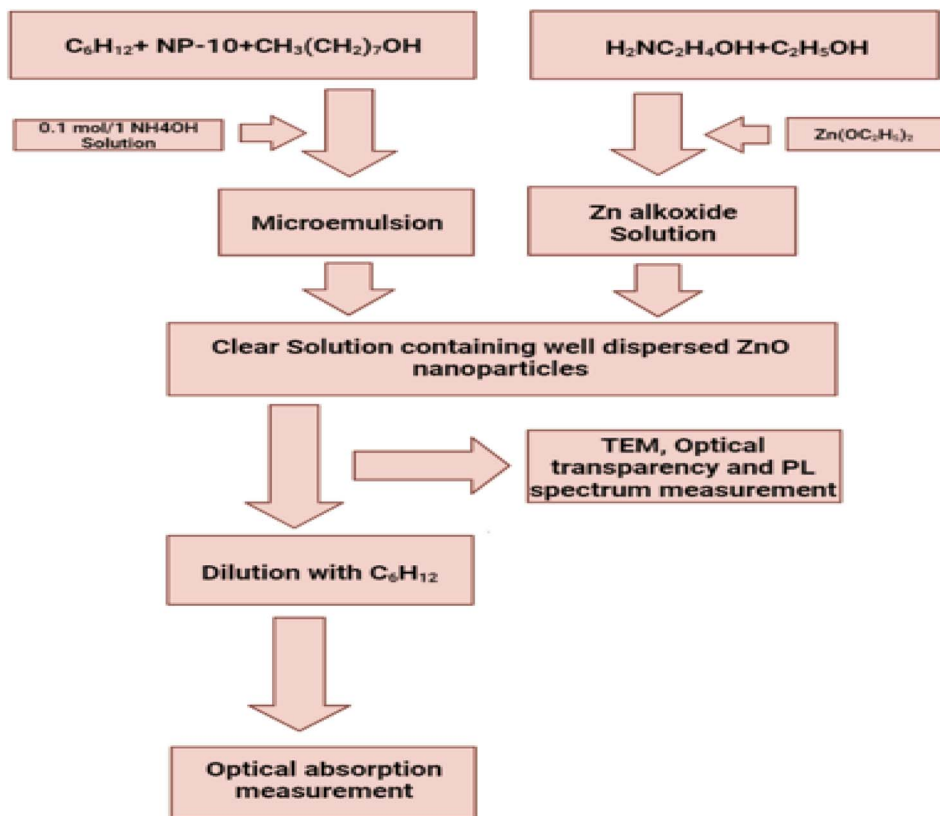 C₆H₁₂+ NP-10+CH₃(CH₂)₇OH
H₂NC₂H₄OH+C₂H₅OH
0.1 mol/1 NH4OH
Solution
Zn(OC₂H₅)₂
Microemulsion
Zn alkoxide
Solution
Clear Solution containing well dispersed ZnO
nanoparticles
TEM, Optical
transparency and PL
spectrum measurement
Dilution with C₆H₁₂
Optical absorption
measurement